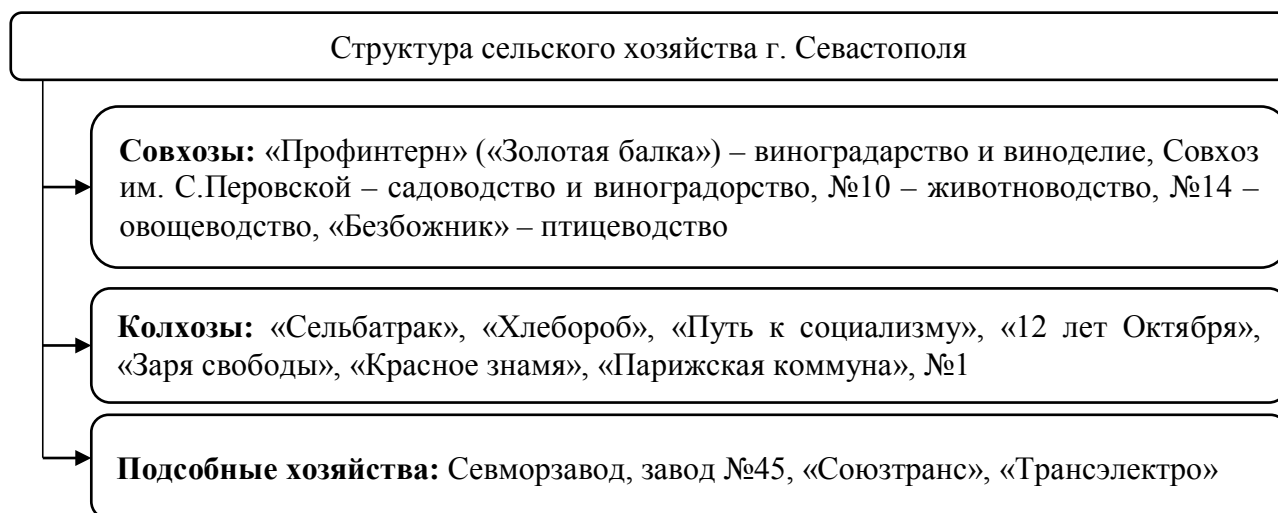 Структура сельского хозяйства г. Севастополя
Совхозы: «Профинтерн» («Золотая балка») – виноградарство и виноделие, Совхоз
им. С.Перовской – садоводство и виноградорство, №10 – животноводство, №14 –
овощеводство, «Безбожник» – птицеводство
Колхозы: «Сельбатрак», «Хлебороб», «Путь к социализму», «12 лет Октября»,
«Заря свободы», «Красное знамя», «Парижская коммуна», №1
Подсобные хозяйства: Севморзавод, завод №45, «Союзтранс», «Трансэлектро»